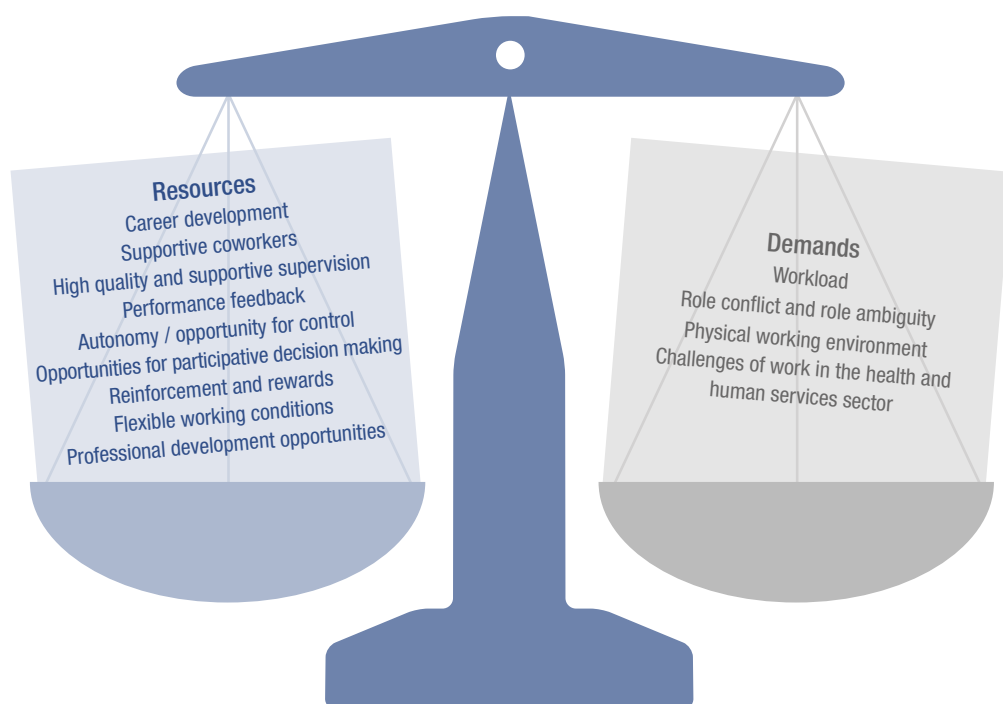 Resources
Career development
Supportive coworkers
High quality and supportive supervision
Performance feedback
Autonomy / opportunity for control
Opportunities for participative decision making
Reinforcement and rewards
Flexible working conditions
Professional development opportunities
Demands
Workload
Role conflict and role ambiguity
Physical working environment
Challenges of work in the health and
human services sector